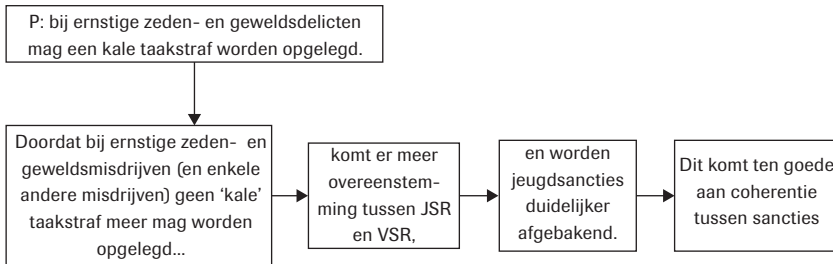 P: bij ernstige zeden- en geweldsdelicten
mag een kale taakstraf worden opgelegd.
Doordat bij ernstige zeden- en
geweldsmisdrijven (en enkele
andere misdrijven) geen ‘kale’
taakstraf meer mag worden
opgelegd...
komt er meer
overeenstem-
ming tussen JSR
en VSR,
en worden
jeugdsancties
duidelijker
afgebakend.
Dit komt ten goede
aan coherentie
tussen sancties